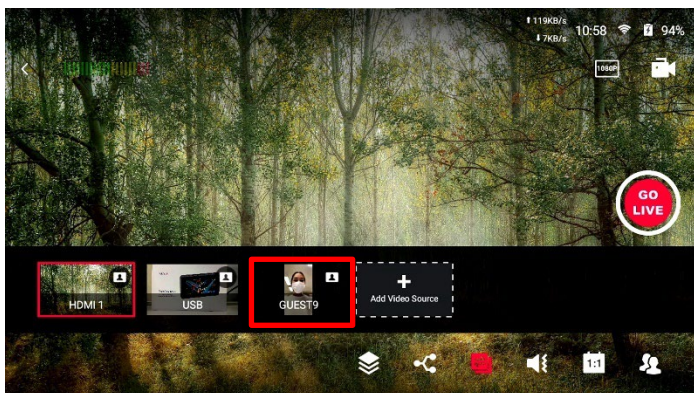 ↑119KB/s
↓7KB/s
10:58
94%
1080P
GO
LIVE
HDMI 1
USB
GUEST9
+
Add Video Source
1:1